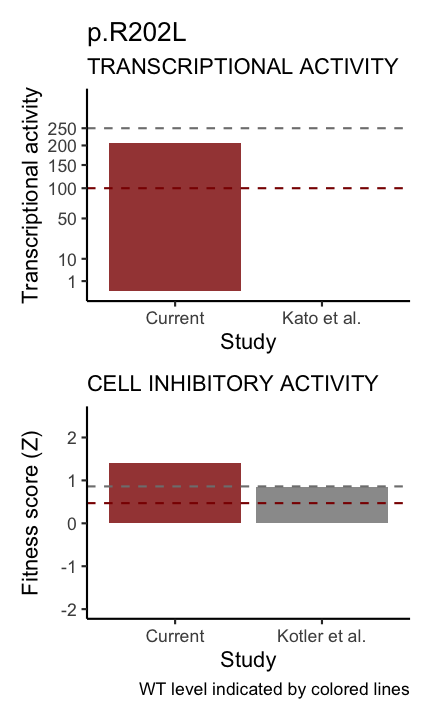 p.R202L
TRANSCRIPTIONAL ACTIVITY
Transcriptional activity
250
200
150
100
50
10
1
Current
Kato et al.
Study
CELL INHIBITORY ACTIVITY
Fitness score (Z)
2
1
0
-1
-2
Current
Kotler et al.
Study
WT level indicated by colored lines